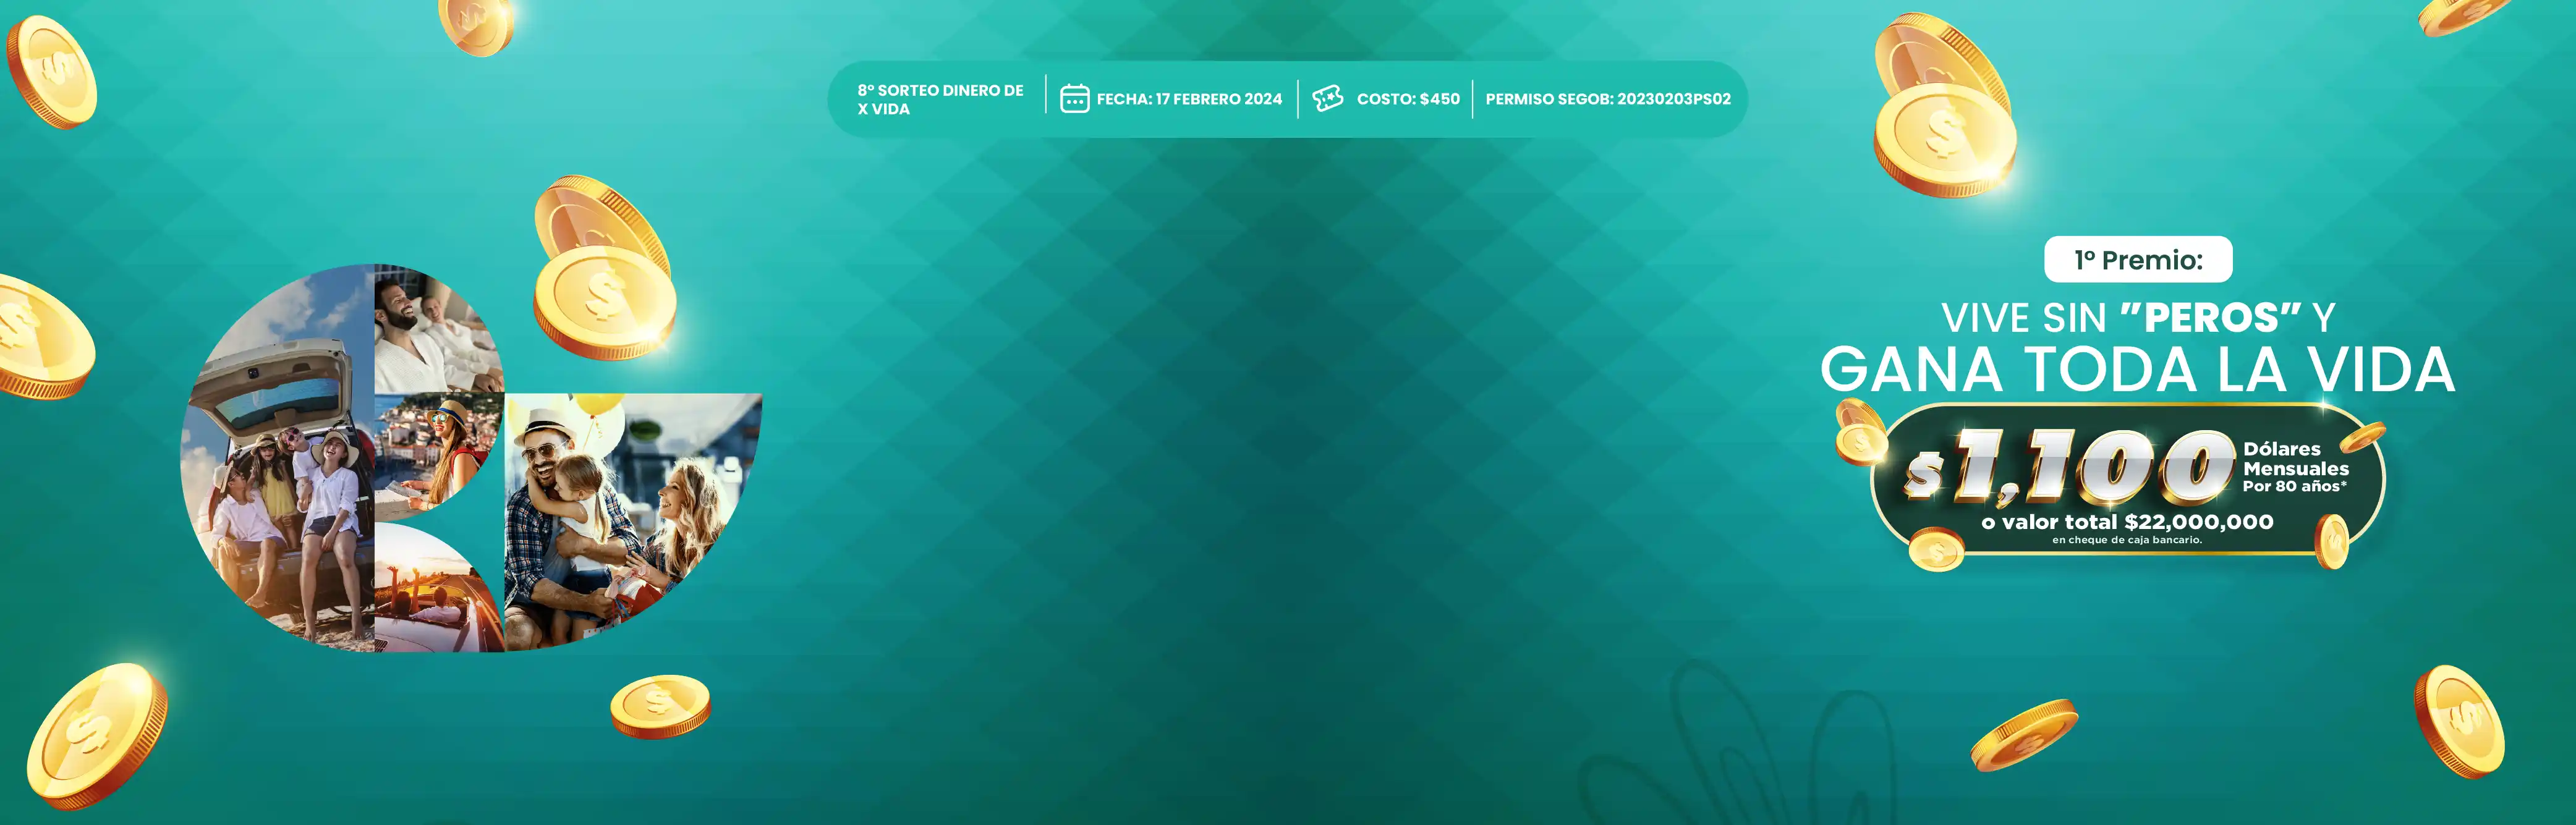 8º SORTEO DINERO DE
X VIDA
FECHA: 17 FEBRERO 2024
COSTO: $450
PERMISO SEGOB: 20230203PS02
1º Premio:
VIVE SIN "PEROS" Y
GANA TODA LA VIDA
$1,100
Dólares
Mensuales
Por 80 años*
o valor total $22,000,000
en cheque de caja bancario.